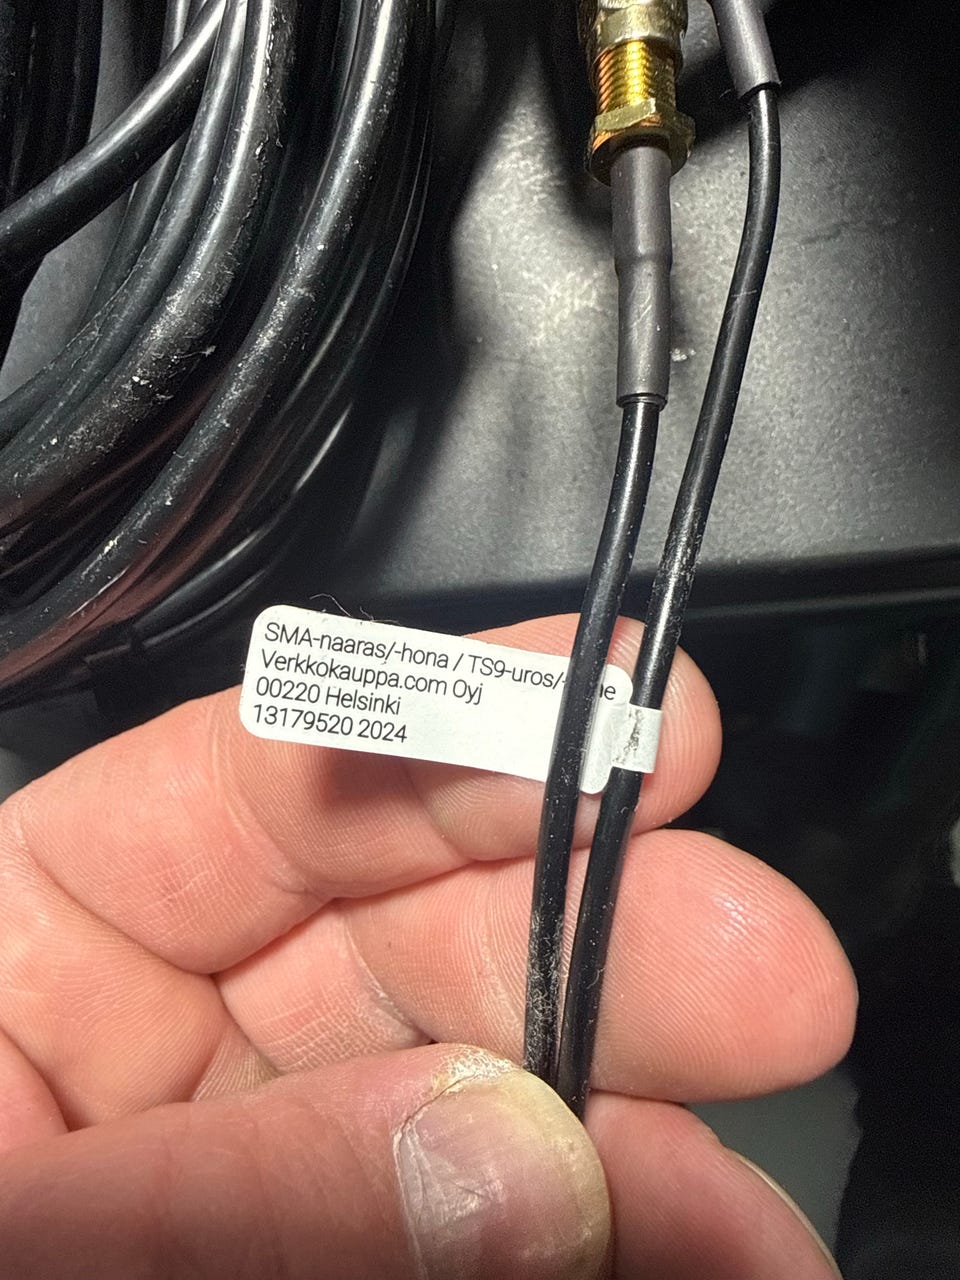 SMA-naaras/-hona / TS9-uros/-
Verkkokauppa.com Oyj
00220 Helsinki
13179520 2024